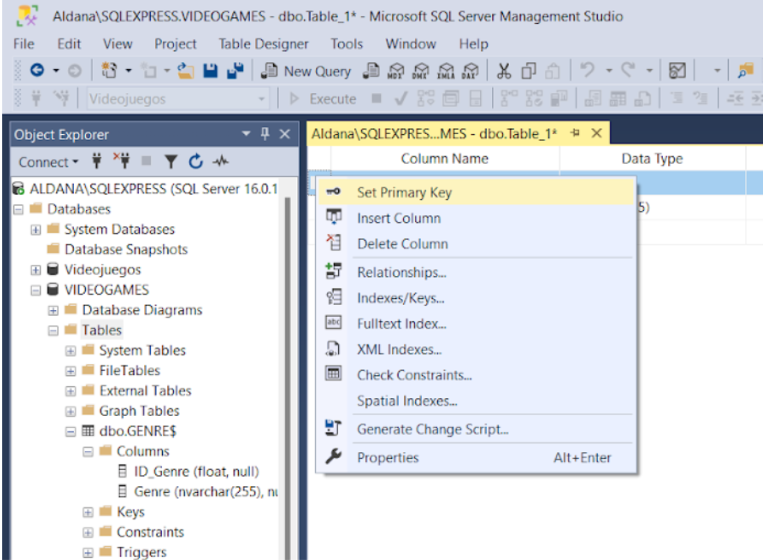 Aldana\SQLEXPRESS.VIDEOGAMES - dbo.Table_1* - Microsoft SQL Server Management Studio
File Edit View Project Table Designer Tools Window Help
New Query MDX DMX XMLA DAX
Videojuegos Execute
Object Explorer
Aldana\SQLEXPRES...MES - dbo.Table_1*
Connect
Column Name Data Type
ALDANA\SQLEXPRESS (SQL Server 16.0.1
Databases
System Databases
Database Snapshots
Videojuegos
VIDEOGAMES
Database Diagrams
Tables
System Tables
FileTables
External Tables
Graph Tables
dbo.GENRE$
Columns
ID_Genre (float, null)
Genre (nvarchar(255), nu
Keys
Constraints
Triggers
5)
Set Primary Key
Insert Column
Delete Column
Relationships...
Indexes/Keys...
abc Fulltext Index...
XML Indexes...
Check Constraints...
Spatial Indexes...
Generate Change Script...
Properties Alt+Enter